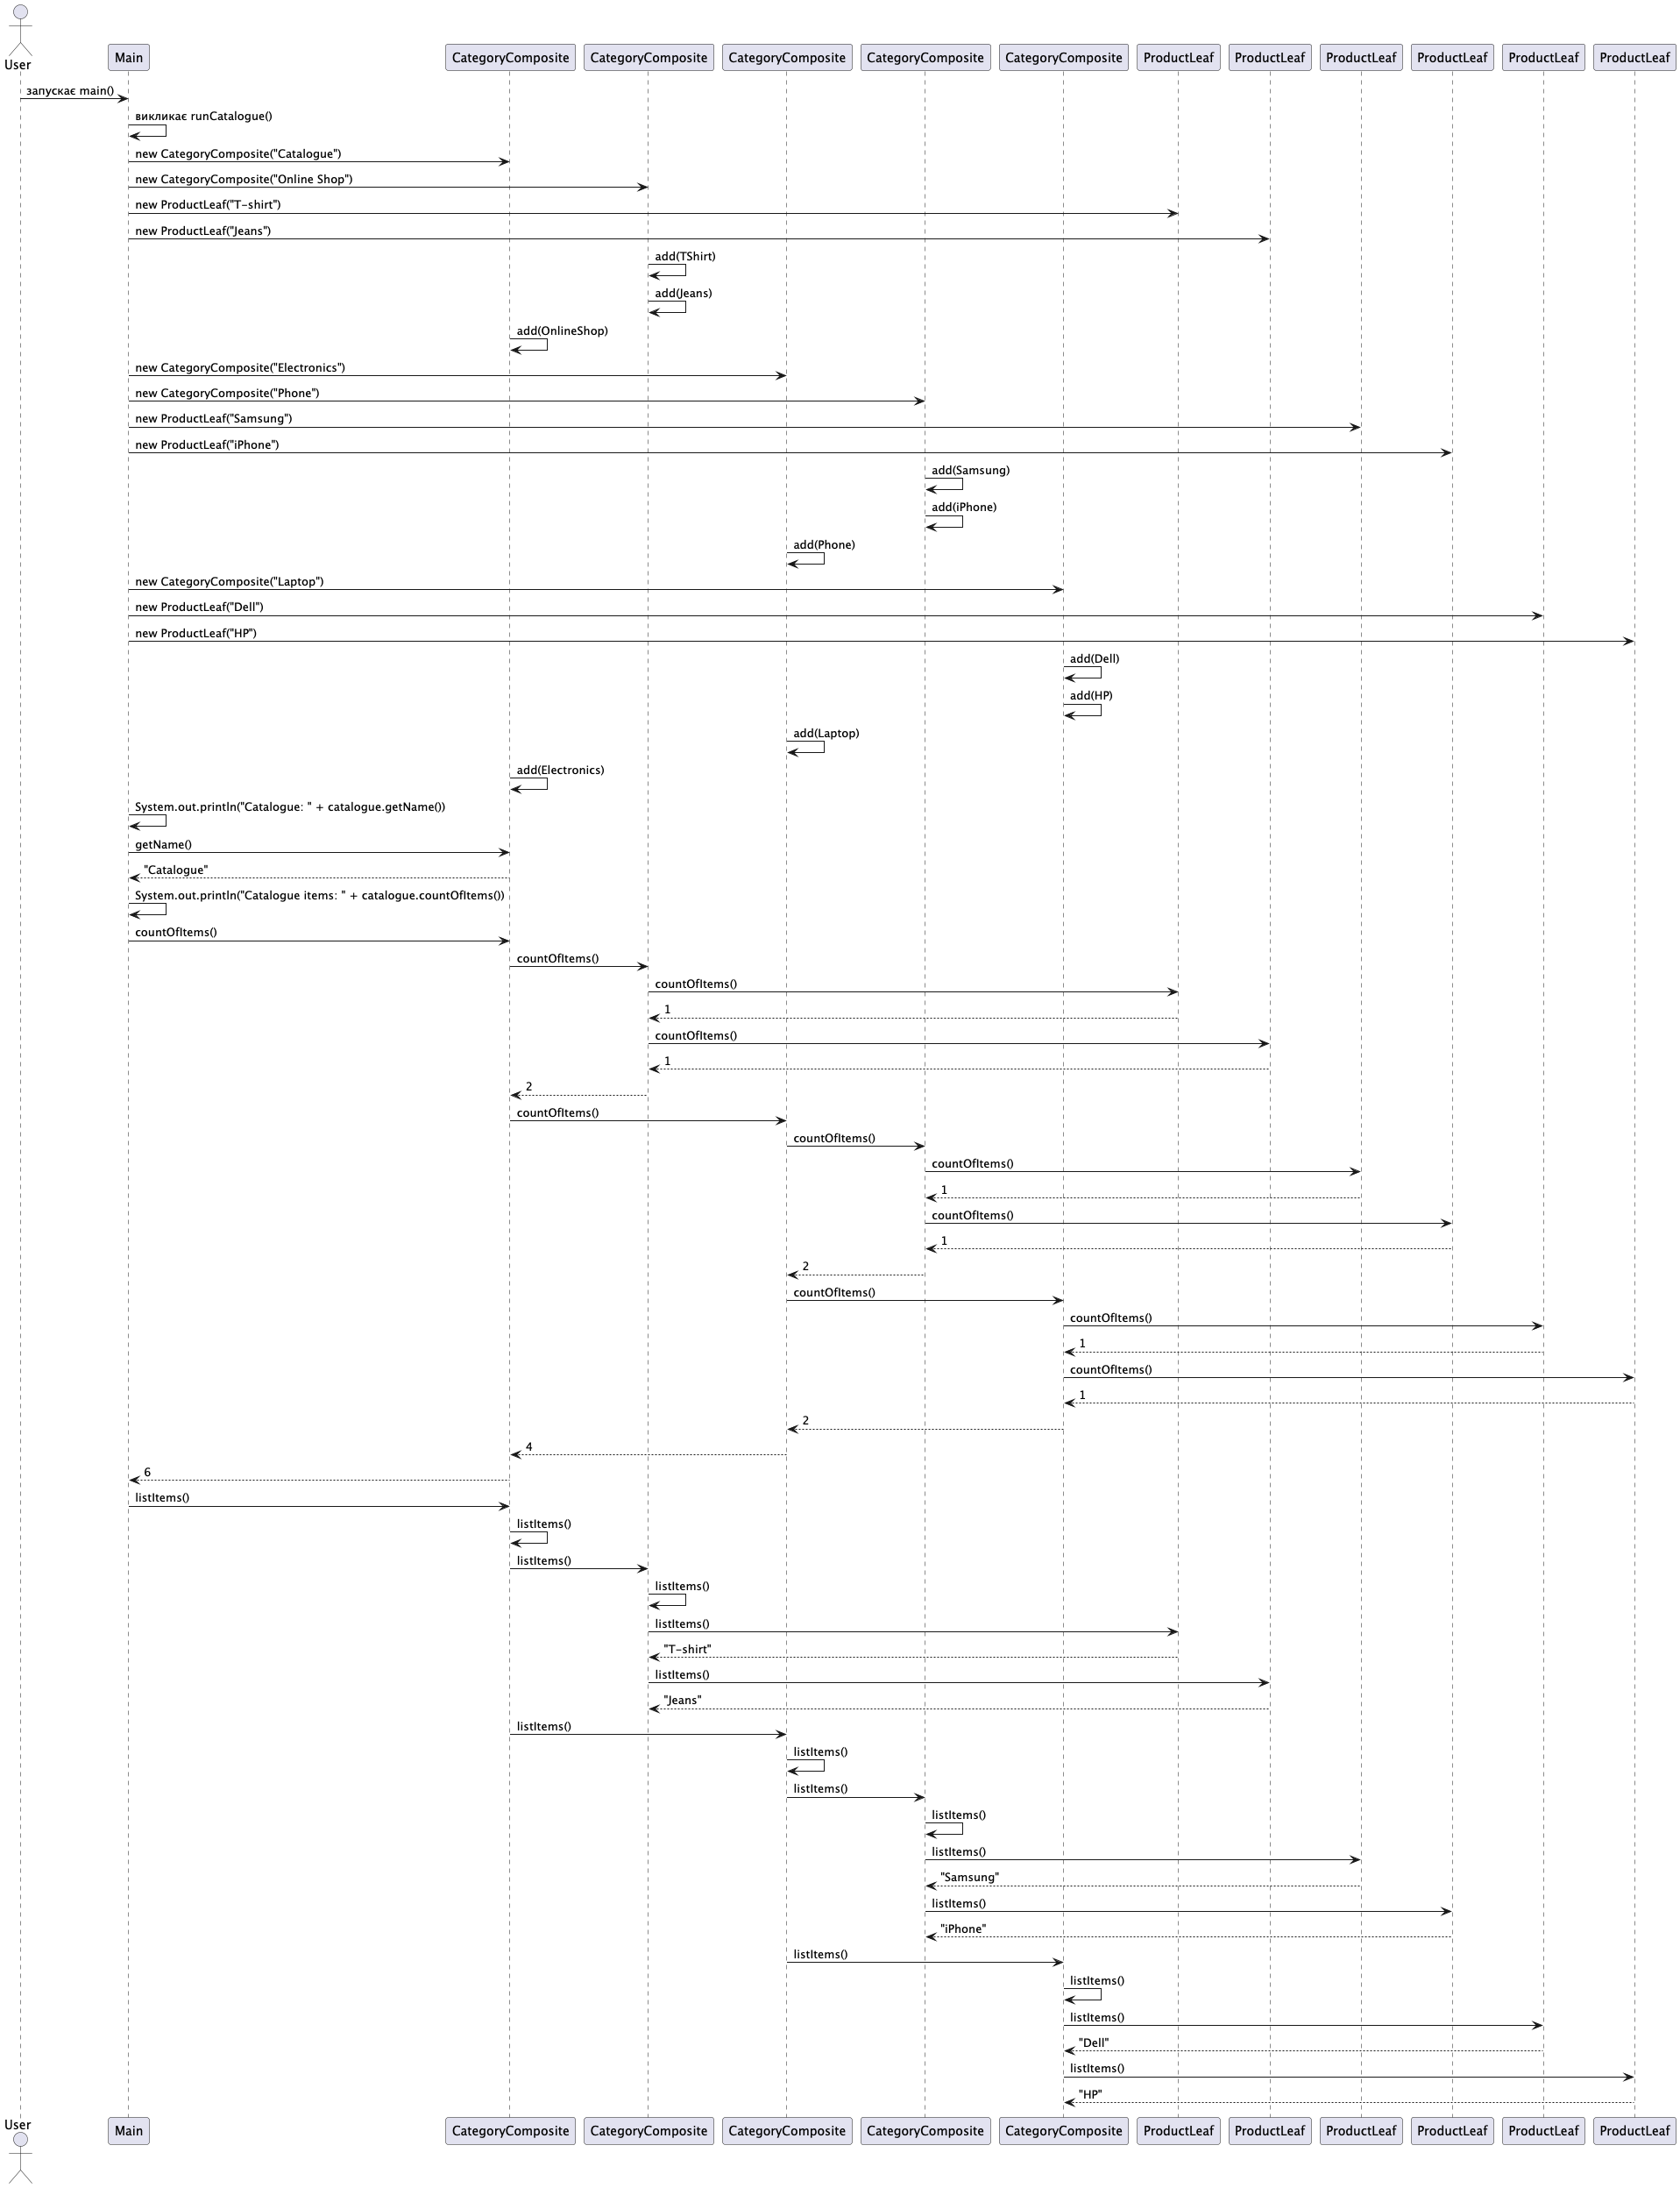 User
Main
CategoryComposite
CategoryComposite
CategoryComposite
CategoryComposite
CategoryComposite
ProductLeaf
ProductLeaf
ProductLeaf
ProductLeaf
ProductLeaf
ProductLeaf
запускає main()
викликає runCatalogue()
new CategoryComposite("Catalogue")
new CategoryComposite("Online Shop")
new ProductLeaf("T-shirt")
new ProductLeaf("Jeans")
add(TShirt)
add(Jeans)
add(OnlineShop)
new CategoryComposite("Electronics")
new CategoryComposite("Phone")
new ProductLeaf("Samsung")
new ProductLeaf("iPhone")
add(Samsung)
add(iPhone)
add(Phone)
new CategoryComposite("Laptop")
new ProductLeaf("Dell")
new ProductLeaf("HP")
add(Dell)
add(HP)
add(Laptop)
add(Electronics)
System.out.println("Catalogue: " + catalogue.getName())
getName()
"Catalogue"
System.out.println("Catalogue items: " + catalogue.countOfItems())
countOfItems()
countOfItems()
countOfItems()
1
countOfItems()
1
2
countOfItems()
countOfItems()
countOfItems()
1
countOfItems()
1
2
countOfItems()
countOfItems()
1
countOfItems()
1
2
4
6
listItems()
listItems()
listItems()
listItems()
listItems()
"T-shirt"
listItems()
"Jeans"
listItems()
listItems()
listItems()
listItems()
listItems()
"Samsung"
listItems()
"iPhone"
listItems()
listItems()
listItems()
"Dell"
listItems()
"HP"
User
Main
CategoryComposite
CategoryComposite
CategoryComposite
CategoryComposite
CategoryComposite
ProductLeaf
ProductLeaf
ProductLeaf
ProductLeaf
ProductLeaf
ProductLeaf